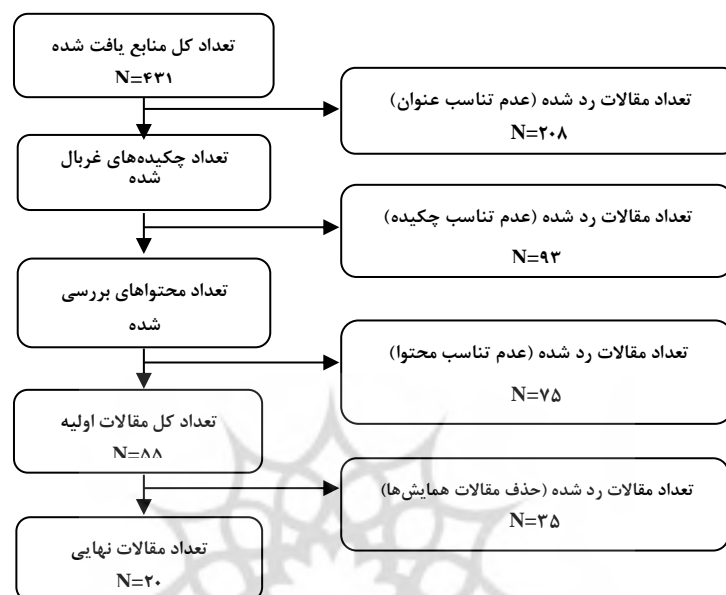 تعداد کل منابع یافت شده
N=۴۳۱
تعداد مقالات رد شده (عدم تناسب عنوان)
N=۲۰۸
تعداد چکیده‌های غربال
شده
تعداد مقالات رد شده (عدم تناسب چکیده)
N=۹۳
تعداد محتواهای بررسی
شده
تعداد مقالات رد شده (عدم تناسب محتوا)
N=۷۵
تعداد کل مقالات اولیه
N=۸۸
تعداد مقالات رد شده (حذف مقالات همایش‌ها)
N=۳۵
تعداد مقالات نهایی
N=۲۰